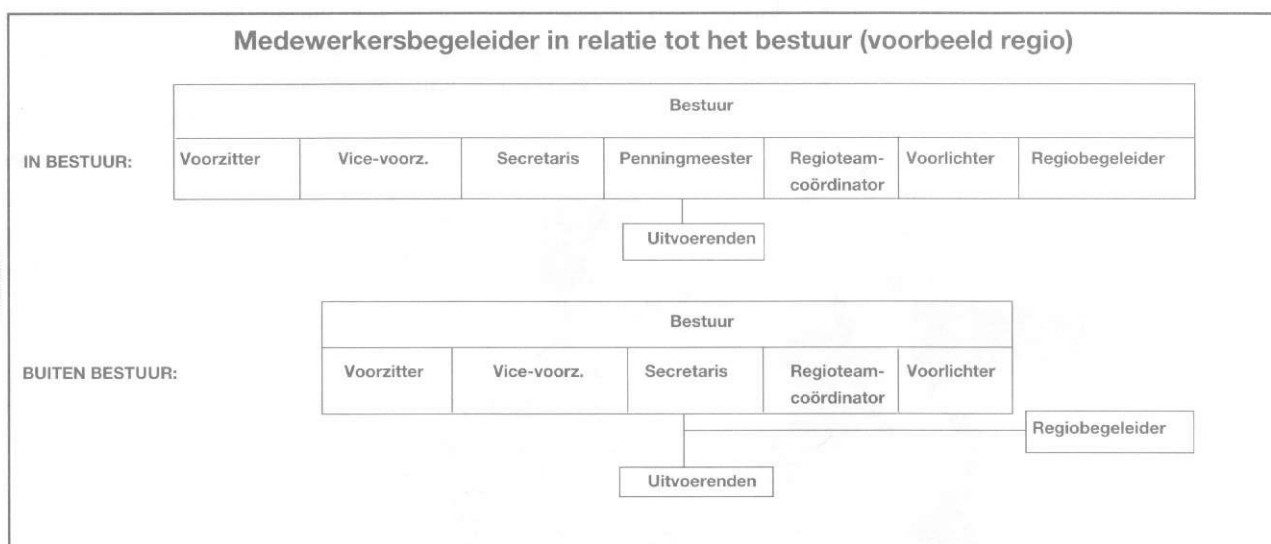 Medewerkersbegeleider in relatie tot het bestuur (voorbeeld regio)
Bestuur
IN BESTUUR:
Voorzitter
Vice-voorz.
Secretaris
Penningmeester
Regioteam-
coördinator
Voorlichter
Regiobegeleider
Uitvoerenden
Bestuur
BUITEN BESTUUR:
Voorzitter
Vice-voorz.
Secretaris
Regioteam-
coördinator
Voorlichter
Regiobegeleider
Uitvoerenden